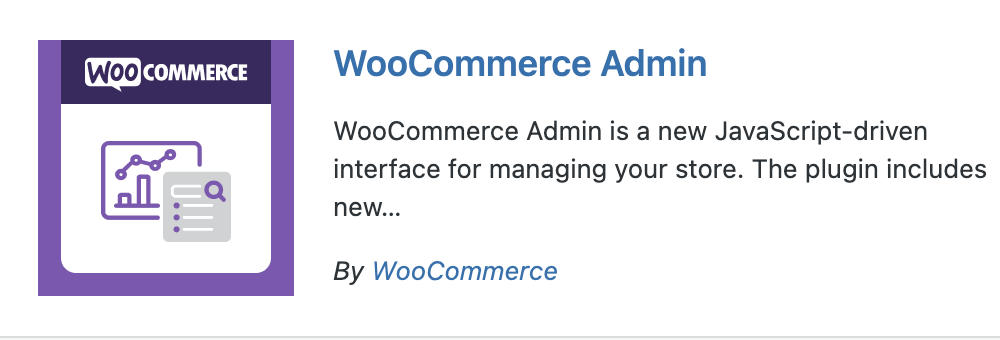 WooCommerce
WooCommerce Admin
WooCommerce Admin is a new JavaScript-driven
interface for managing your store. The plugin includes
new...
By WooCommerce